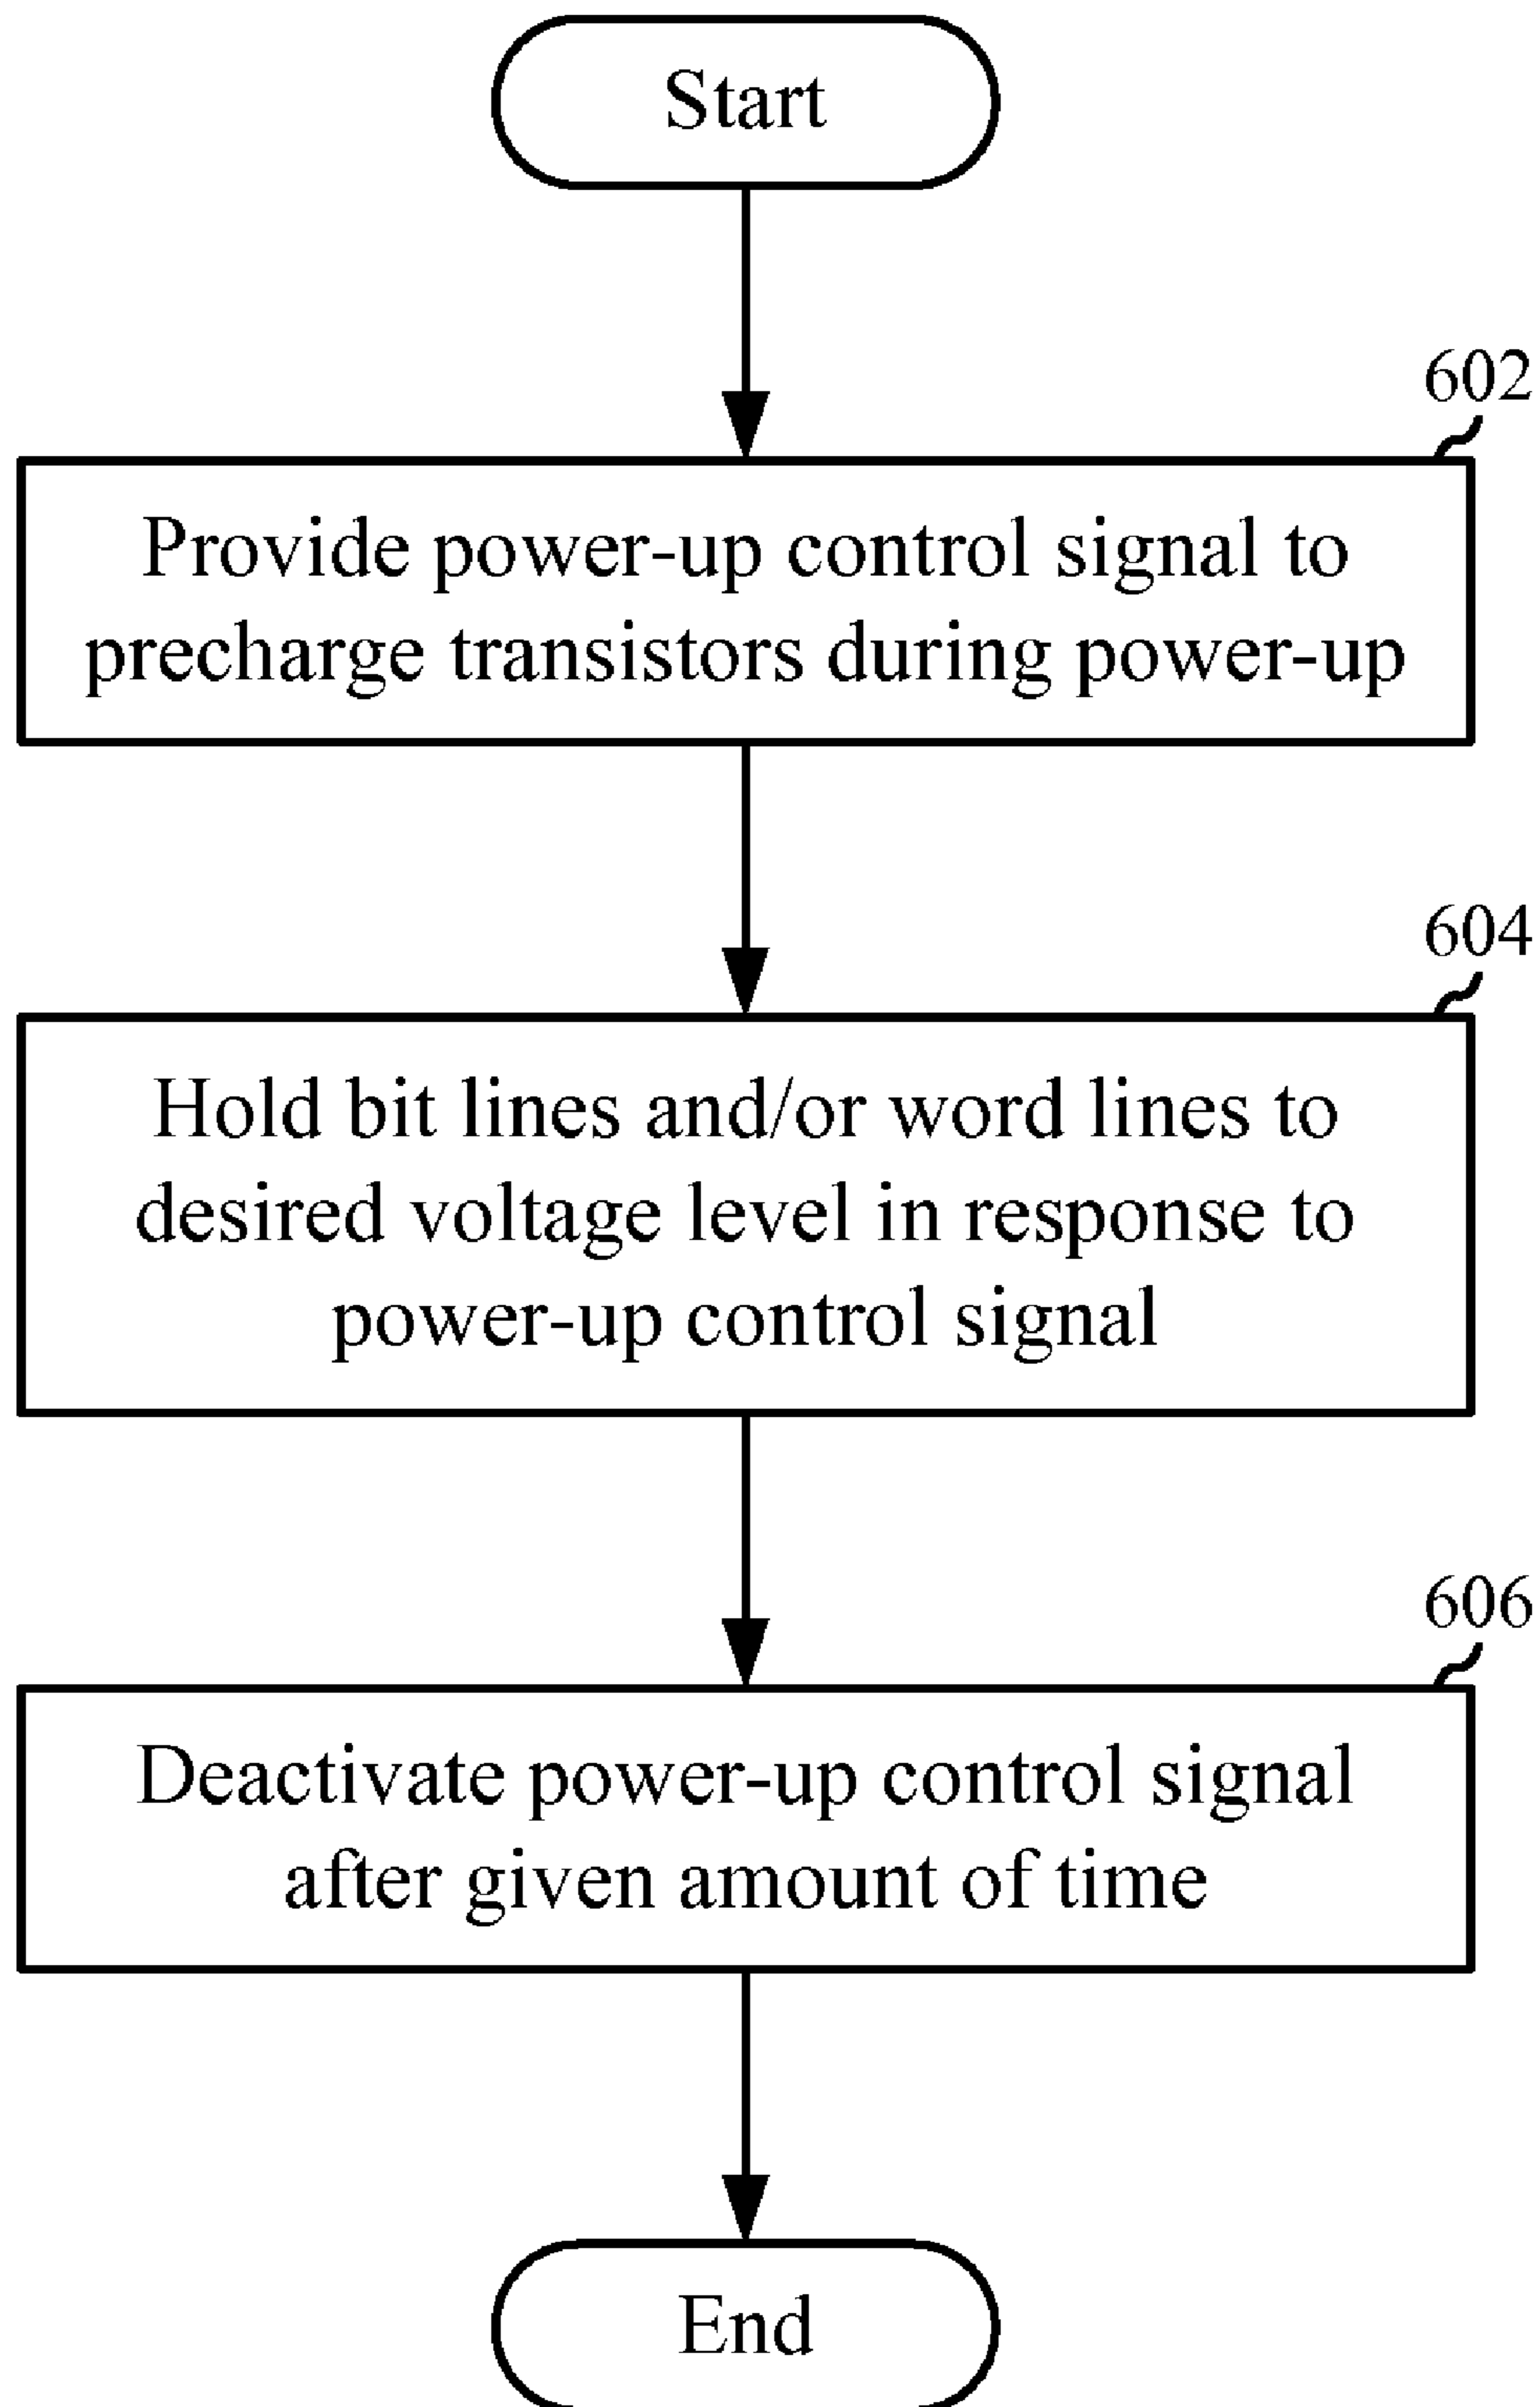 Start
602
Provide power-up control signal to
precharge transistors during power-up
604
Hold bit lines and/or word lines to
desired voltage level in response to
power-up control signal
606
Deactivate power-up control signal
after given amount of time
End